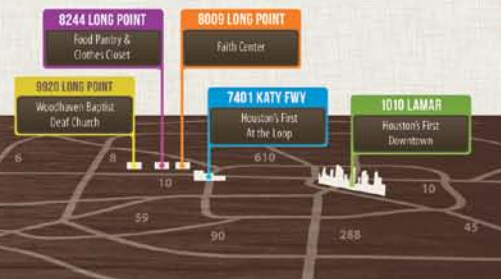 8244 LONG POINT
Food Pantry &
Clothes Closet
8009 LONG POINT
Faith Center
9920 LONG POINT
Woodhaven Baptist
Deaf Church
7401 KATY FWY
Houston's First
At the Loop
1010 LAMAR
Houston's First
Downtown
6
8
610
10
10
59
90
288
45